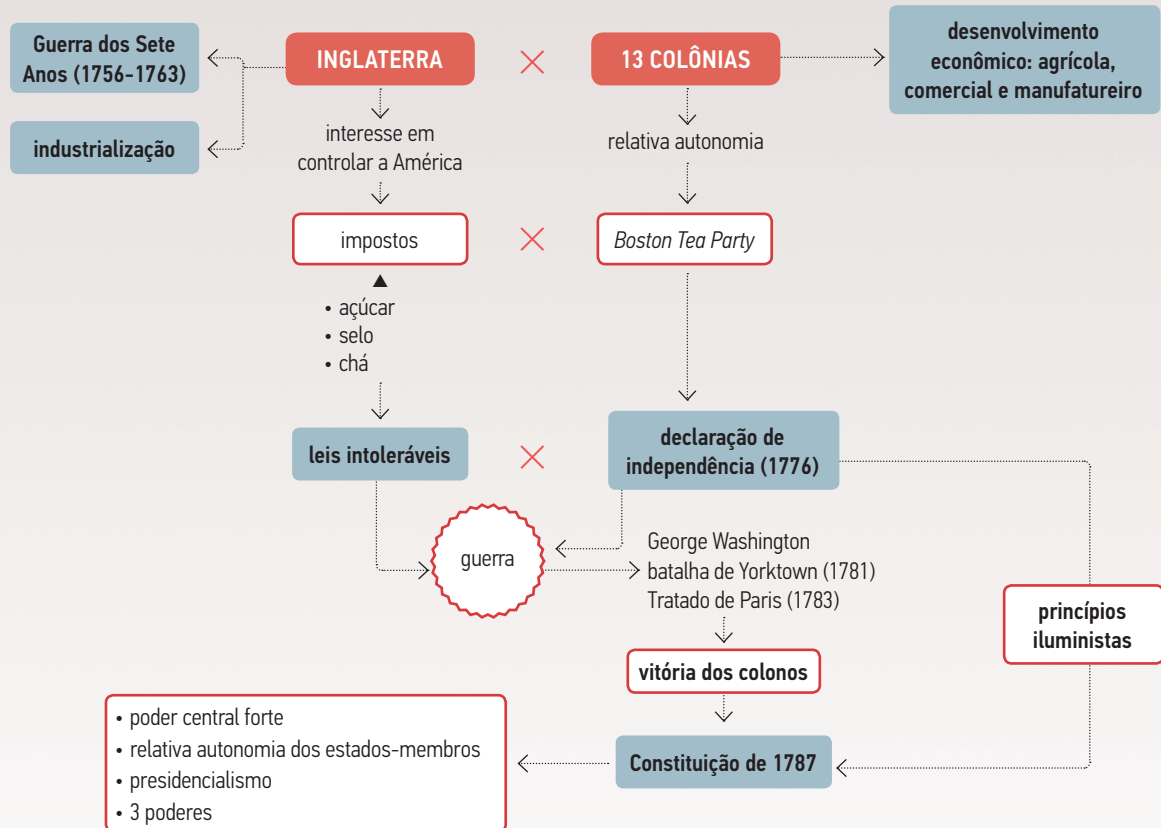 Guerra dos Sete
Anos (1756-1763)
INGLATERRA
13 COLÔNIAS
desenvolvimento
econômico: agrícola,
comercial e manufatureiro
industrialização
interesse em
controlar a América
relativa autonomia
impostos
Boston Tea Party
• açúcar
• selo
• chá
leis intoleráveis
declaração de
independência (1776)
guerra
George Washington
batalha de Yorktown (1781)
Tratado de Paris (1783)
princípios
iluministas
vitória dos colonos
Constituição de 1787
• poder central forte
• relativa autonomia dos estados-membros
• presidencialismo
• 3 poderes